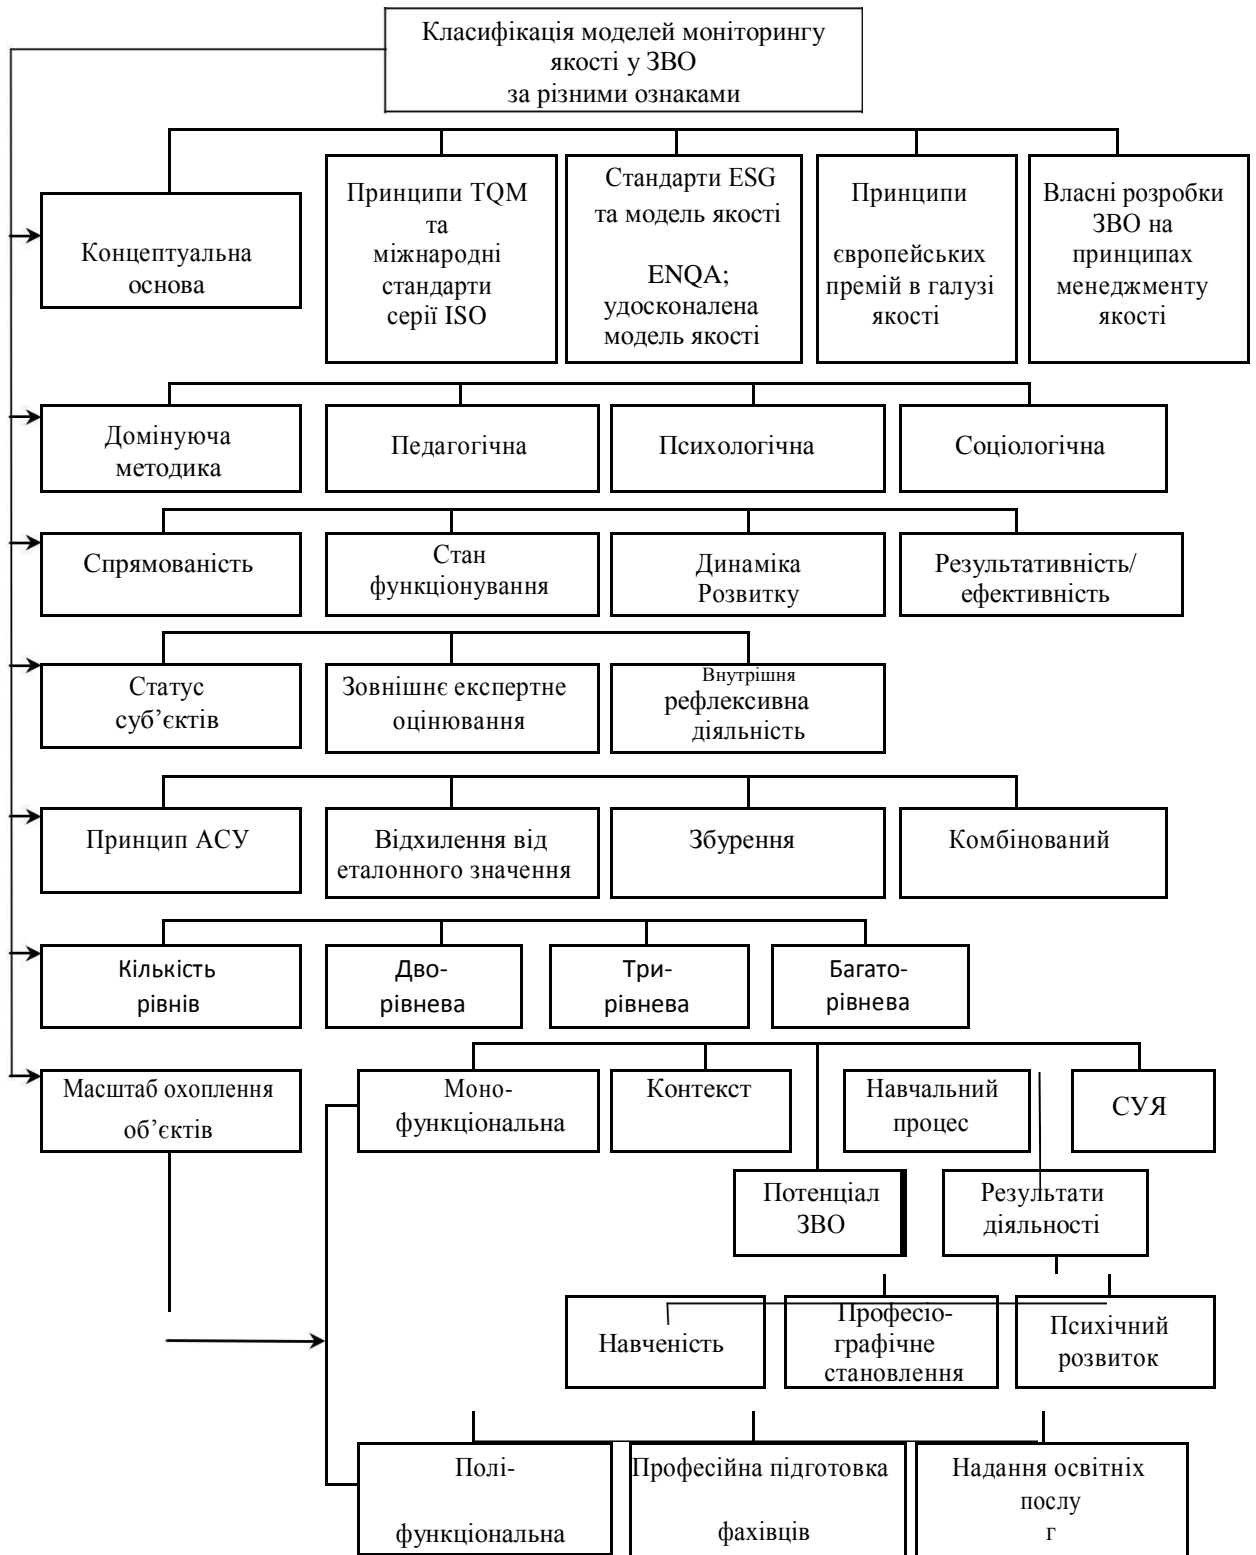 Класифікація моделей моніторингу
якості у ЗВО
за різними ознаками
Концептуальна
основа
Принципи TQM
та
міжнародні
стандарти
серії ISO
Стандарти ESG
та модель якості
ENQA;
удосконалена
модель якості
Принципи
європейських
премій в галузі
якості
Власні розробки
ЗВО на
принципах
менеджменту
якості
Домінуюча
методика
Педагогічна
Психологічна
Соціологічна
Спрямованість
Стан
функціонування
Динаміка
Розвитку
Результативність/
ефективність
Статус
суб’єктів
Зовнішнє експертне
оцінювання
Внутрішня
рефлексивна
діяльність
Принцип АСУ
Відхилення від
еталонного значення
Збурення
Комбінований
Кількість
рівнів
Дво-
рівнева
Три-
рівнева
Багато-
рівнева
Масштаб охоплення
об’єктів
Моно-
функціональна
Контекст
Навчальний
процес
СУЯ
Потенціал
ЗВО
Результати
діяльності
Навченість
Професіо-
графічне
становлення
Психічний
розвиток
Полі-
функціональна
Професійна підготовка
фахівців
Надання освітніх
послу
г